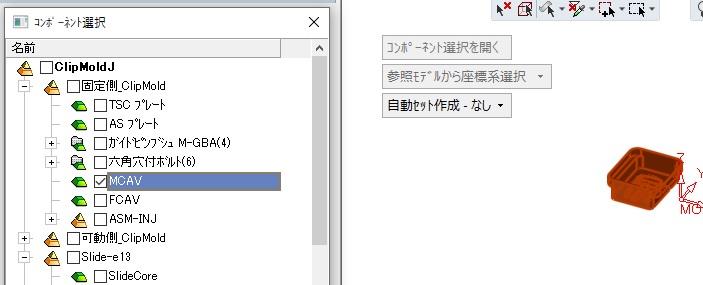 ｺﾝﾎﾟｰﾈﾝﾄ選択
名前
ClipMoldJ
固定側_ClipMold
TSC ﾌﾟﾚｰﾄ
AS ﾌﾟﾚｰﾄ
ｶﾞｲﾄﾞﾋﾟﾝﾌﾞｼｭ M-GBA(4)
六角穴付ﾎﾞﾙﾄ(6)
MCAV
FCAV
ASM-INJ
可動側_ClipMold
Slide-e13
SlideCore
ｺﾝﾎﾟｰﾈﾝﾄ選択を開く
参照ﾓﾃﾞﾙから座標系選択
自動ｾｯﾄ作成 - なし
Z
Y